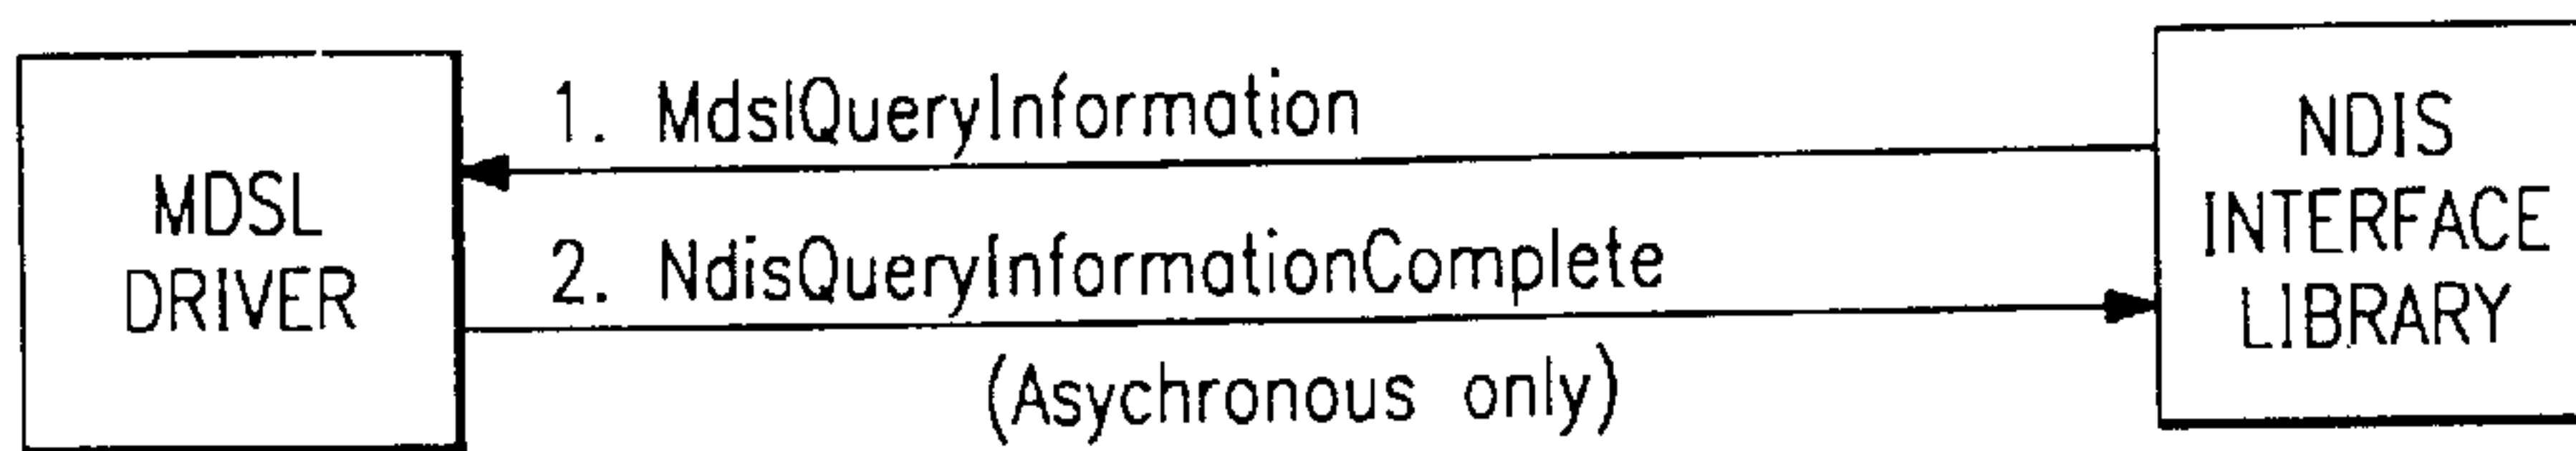 MDSL
DRIVER
1. MdslQueryInformation
2. NdisQueryInformationComplete
(Asychronous only)
NDIS
INTERFACE
LIBRARY